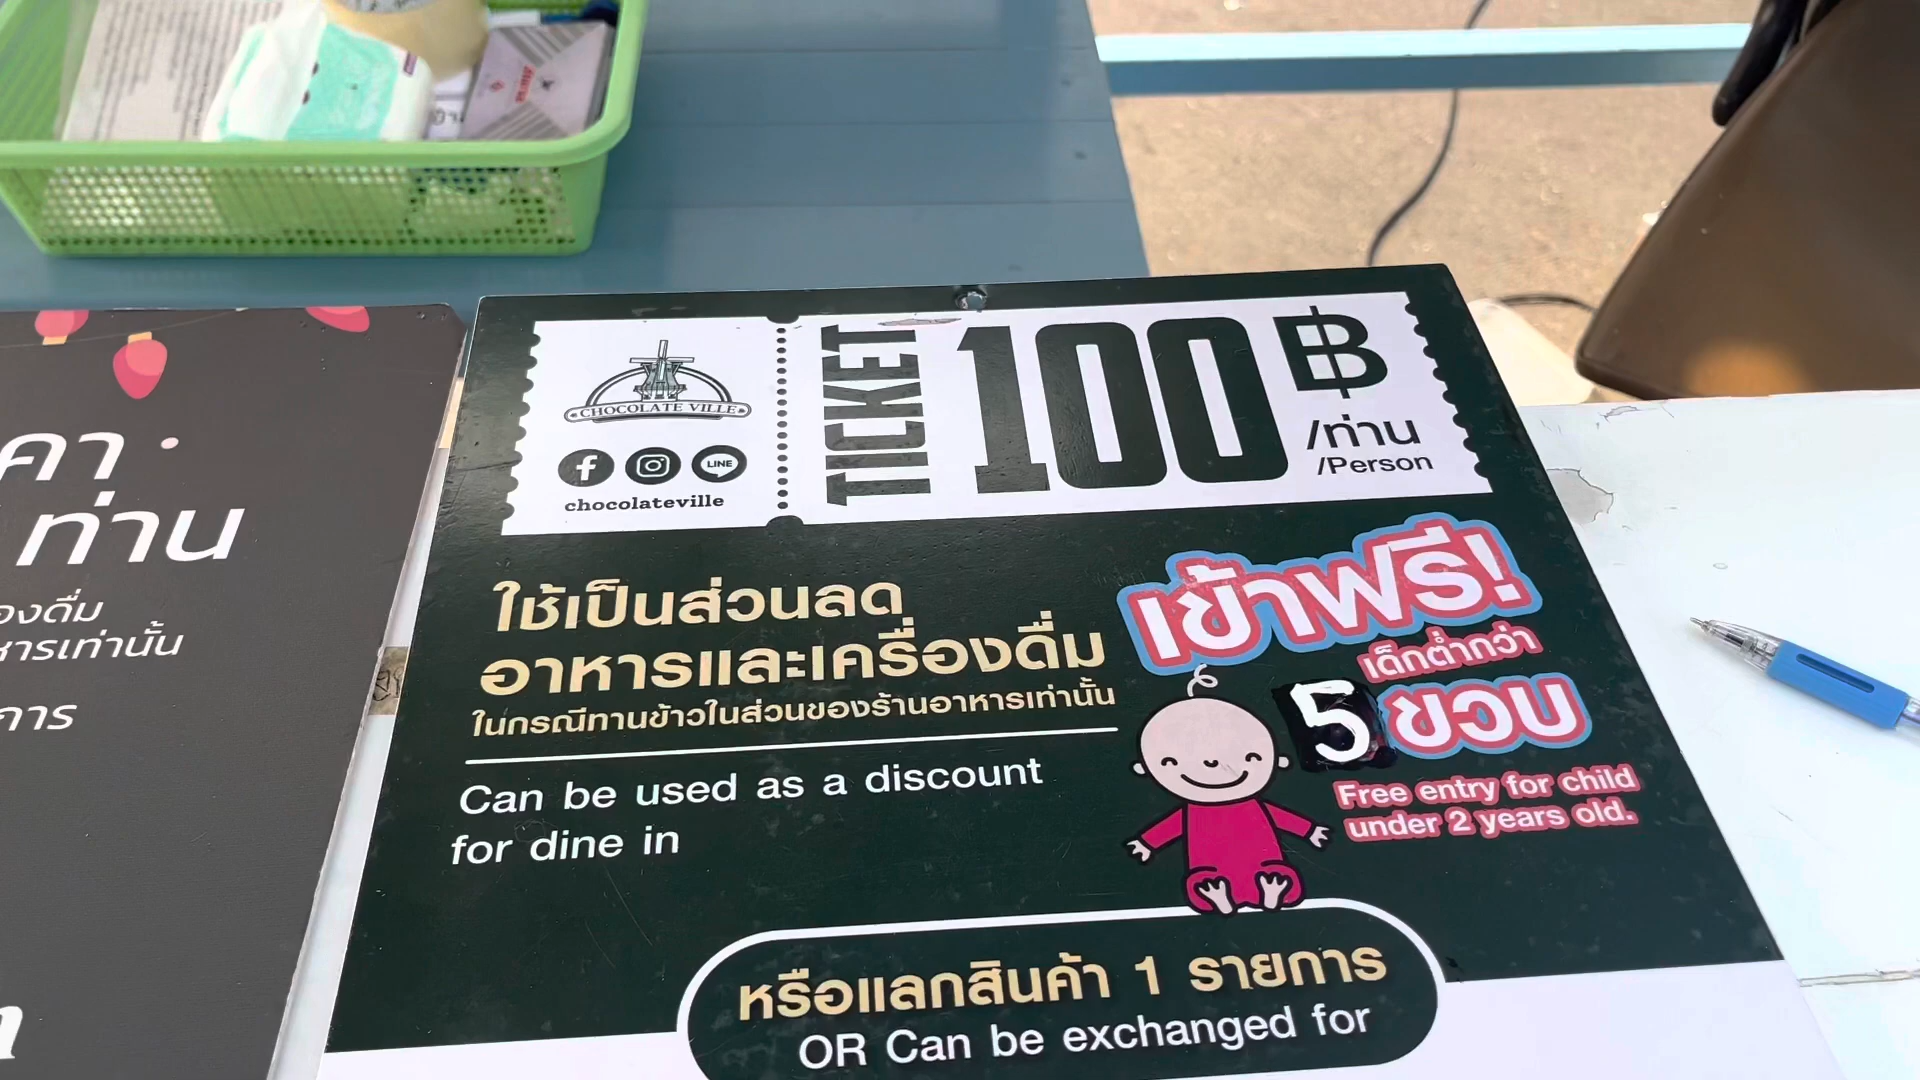 คา
ท่าน
องดื่ม
หารเท่านั้น
การ
CHOCOLATE VILLE
LINE
chocolateville
TICKET
100฿
/ท่าน
/Person
ใช้เป็นส่วนลด
อาหารและเครื่องดื่ม
ในกรณีทานข้าวในส่วนของร้านอาหารเท่านั้น
Can be used as a discount
for dine in
เข้าฟรี!
เด็กต่ำกว่า
5 ขวบ
Free entry for child
under 2 years old.
หรือแลกสินค้า 1 รายการ
OR Can be exchanged for